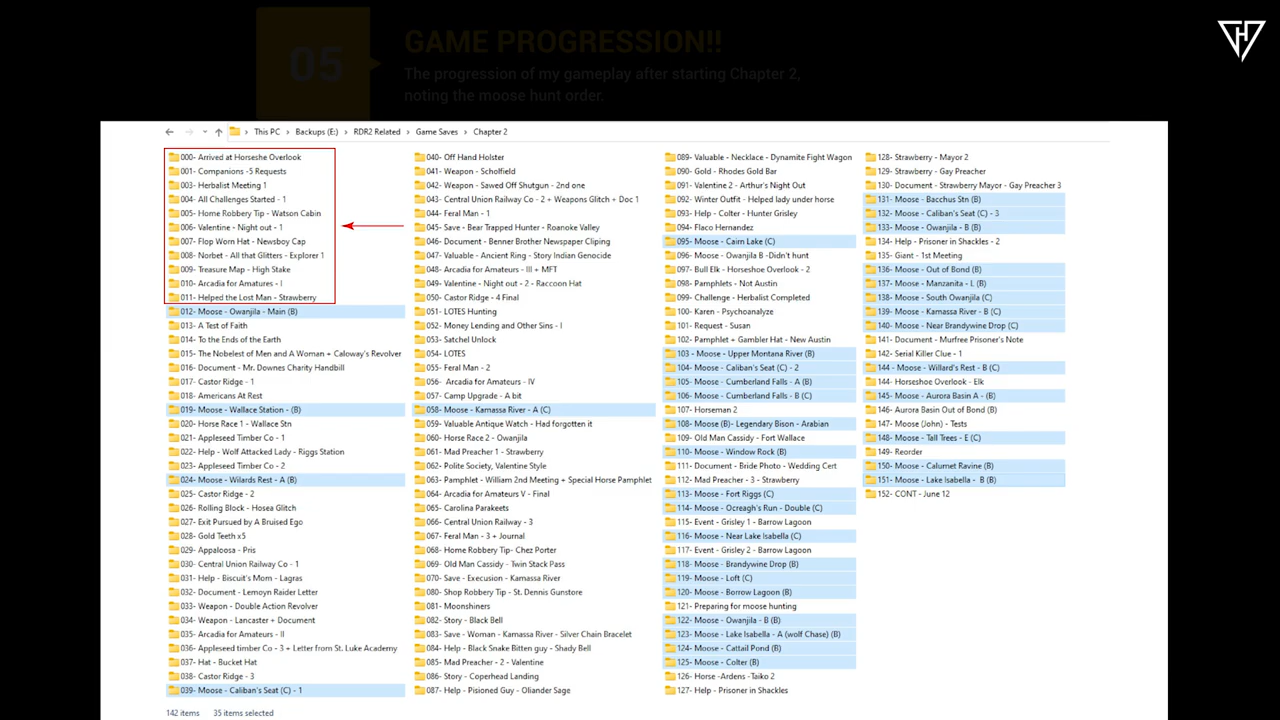 05
GAME PROGRESSION!!
The progression of my gameplay after starting Chapter 2,
noting the moose hunt order.
This PC › Backups (E:) › RDR2 Related › Game Saves › Chapter 2
000- Arrived at Horseshe Overlook
001- Companions -5 Requests
003- Herbalist Meeting 1
004- All Challenges Started - 1
005- Home Robbery Tip - Watson Cabin
006- Valentine - Night out - 1
007- Flop Worn Hat - Newsboy Cap
008- Norbet - All that Glitters - Explorer 1
009- Treasure Map - High Stake
010- Arcadia for Amatures - I
011- Helped the Lost Man - Strawberry
012- Moose - Owanjila - Main (B)
013- A Test of Faith
014- To the Ends of the Earth
015- The Nobelest of Men and A Woman + Caloway's Revolver
016- Document - Mr. Downes Charity Handbill
017- Castor Ridge - 1
018- Americans At Rest
019- Moose - Wallace Station - (B)
020- Horse Race 1 - Wallace Stn
021- Appleseed Timber Co - 1
022- Help - Wolf Attacked Lady - Riggs Station
023- Appleseed Timber Co - 2
024- Moose - Wilards Rest - A (B)
025- Castor Ridge - 2
026- Rolling Block - Hosea Glitch
027- Exit Pursued by A Bruised Ego
028- Gold Teeth x5
029- Appaloosa - Pris
030- Central Union Railway Co - 1
031- Help - Biscuit's Mom - Lagras
032- Document - Lemoyn Raider Letter
033- Weapon - Double Action Revolver
034- Weapon - Lancaster + Document
035- Arcadia for Amateurs - II
036- Appleseed timber Co - 3 + Letter from St. Luke Academy
037- Hat - Bucket Hat
038- Castor Ridge - 3
039- Moose - Caliban's Seat (C) - 1
040- Off Hand Holster
041- Weapon - Scholfield
042- Weapon - Sawed Off Shutgun - 2nd one
043- Central Union Railway Co - 2 + Weapons Glitch + Doc 1
044- Feral Man - 1
045- Save - Bear Trapped Hunter - Roanoke Valley
046- Document - Benner Brother Newspaper Cliping
047- Valuable - Ancient Ring - Story Indian Genocide
048- Arcadia for Amateurs - III + MFT
049- Valentine - Night out - 2 - Raccoon Hat
050- Castor Ridge - 4 Final
051- LOTES Hunting
052- Money Lending and Other Sins - I
053- Satchel Unlock
054- LOTES
055- Feral Man - 2
056- Arcadia for Amateurs - IV
057- Camp Upgrade - A bit
058- Moose - Kamassa River - A (C)
059- Valuable Antique Watch - Had forgotten it
060- Horse Race 2 - Owanjila
061- Mad Preacher 1 - Strawberry
062- Polite Society, Valentine Style
063- Pamphlet - William 2nd Meeting + Special Horse Pamphlet
064- Arcadia for Amateurs V - Final
065- Carolina Parakeets
066- Central Union Railway - 3
067- Feral Man - 3 + Journal
068- Home Robbery Tip- Chez Porter
069- Old Man Cassidy - Twin Stack Pass
070- Save - Execusion - Kamassa River
080- Shop Robbery Tip - St. Dennis Gunstore
081- Moonshiners
082- Story - Black Bell
083- Save - Woman - Kamassa River - Silver Chain Bracelet
084- Help - Black Snake Bitten guy - Shady Bell
085- Mad Preacher - 2 - Valentine
086- Story - Coperhead Landing
087- Help - Pisioned Guy - Oliander Sage
089- Valuable - Necklace - Dynamite Fight Wagon
090- Gold - Rhodes Gold Bar
091- Valentine 2 - Arthur's Night Out
092- Winter Outfit - Helped lady under horse
093- Help - Colter - Hunter Grisley
094- Flaco Hernandez
095- Moose - Cairn Lake (C)
096- Moose - Owanjila B -Didn't hunt
097- Bull Elk - Horseshoe Overlook - 2
098- Pamphlets - Not Austin
099- Challenge - Herbalist Completed
100- Karen - Psychoanalyze
101- Request - Susan
102- Pamphlet + Gambler Hat - New Austin
103 - Moose - Upper Montana River (B)
104- Moose - Caliban's Seat (C) - 2
105- Moose - Cumberland Falls - A (B)
106- Moose - Cumberland Falls - B (C)
107- Horseman 2
108- Moose (B)- Legendary Bison - Arabian
109- Old Man Cassidy - Fort Wallace
110- Moose - Window Rock (B)
111- Document - Bride Photo - Wedding Cert
112- Mad Preacher - 3 - Strawberry
113- Moose - Fort Riggs (C)
114- Moose - Ocreagh's Run - Double (C)
115- Event - Grisley 1 - Barrow Lagoon
116- Moose - Near Lake Isabella (C)
117- Event - Grisley 2 - Barrow Lagoon
118- Moose - Brandywine Drop (B)
119- Moose - Loft (C)
120- Moose - Borrow Lagoon (B)
121- Preparing for moose hunting
122- Moose - Owanjila - B (B)
123- Moose - Lake Isabella - A (wolf Chase) (B)
124- Moose - Cattail Pond (B)
125- Moose - Colter (B)
126- Horse -Ardens - Taiko 2
127- Help - Prisoner in Shackles
128- Strawberry - Mayor 2
129- Strawberry - Gay Preacher
130- Document - Strawberry Mayor - Gay Preacher 3
131- Moose - Bacchus Stn (B)
132- Moose - Caliban's Seat (C) - 3
133- Moose - Owanjila - B (B)
134- Help - Prisoner in Shackles - 2
135- Giant - 1st Meeting
136- Moose - Out of Bond (B)
137- Moose - Manzanita - I. (B)
138- Moose - South Owanjila (C)
139- Moose - Kamassa River - B (C)
140- Moose - Near Brandywine Drop (C)
141- Document - Murfree Prisoner's Note
142- Serial Killer Clue - 1
144 - Moose - Willard's Rest - B (C)
144- Horseshoe Overlook - Elk
145- Moose - Aurora Basin A - (B)
146- Aurora Basin Out of Bond (B)
147- Moose (John) - Tests
148- Moose - Tall Trees - E (C)
149- Reorder
150- Moose - Calumet Ravine (B)
151- Moose - Lake Isabella - B (B)
152- CONT - June 12
142 items 35 items selected